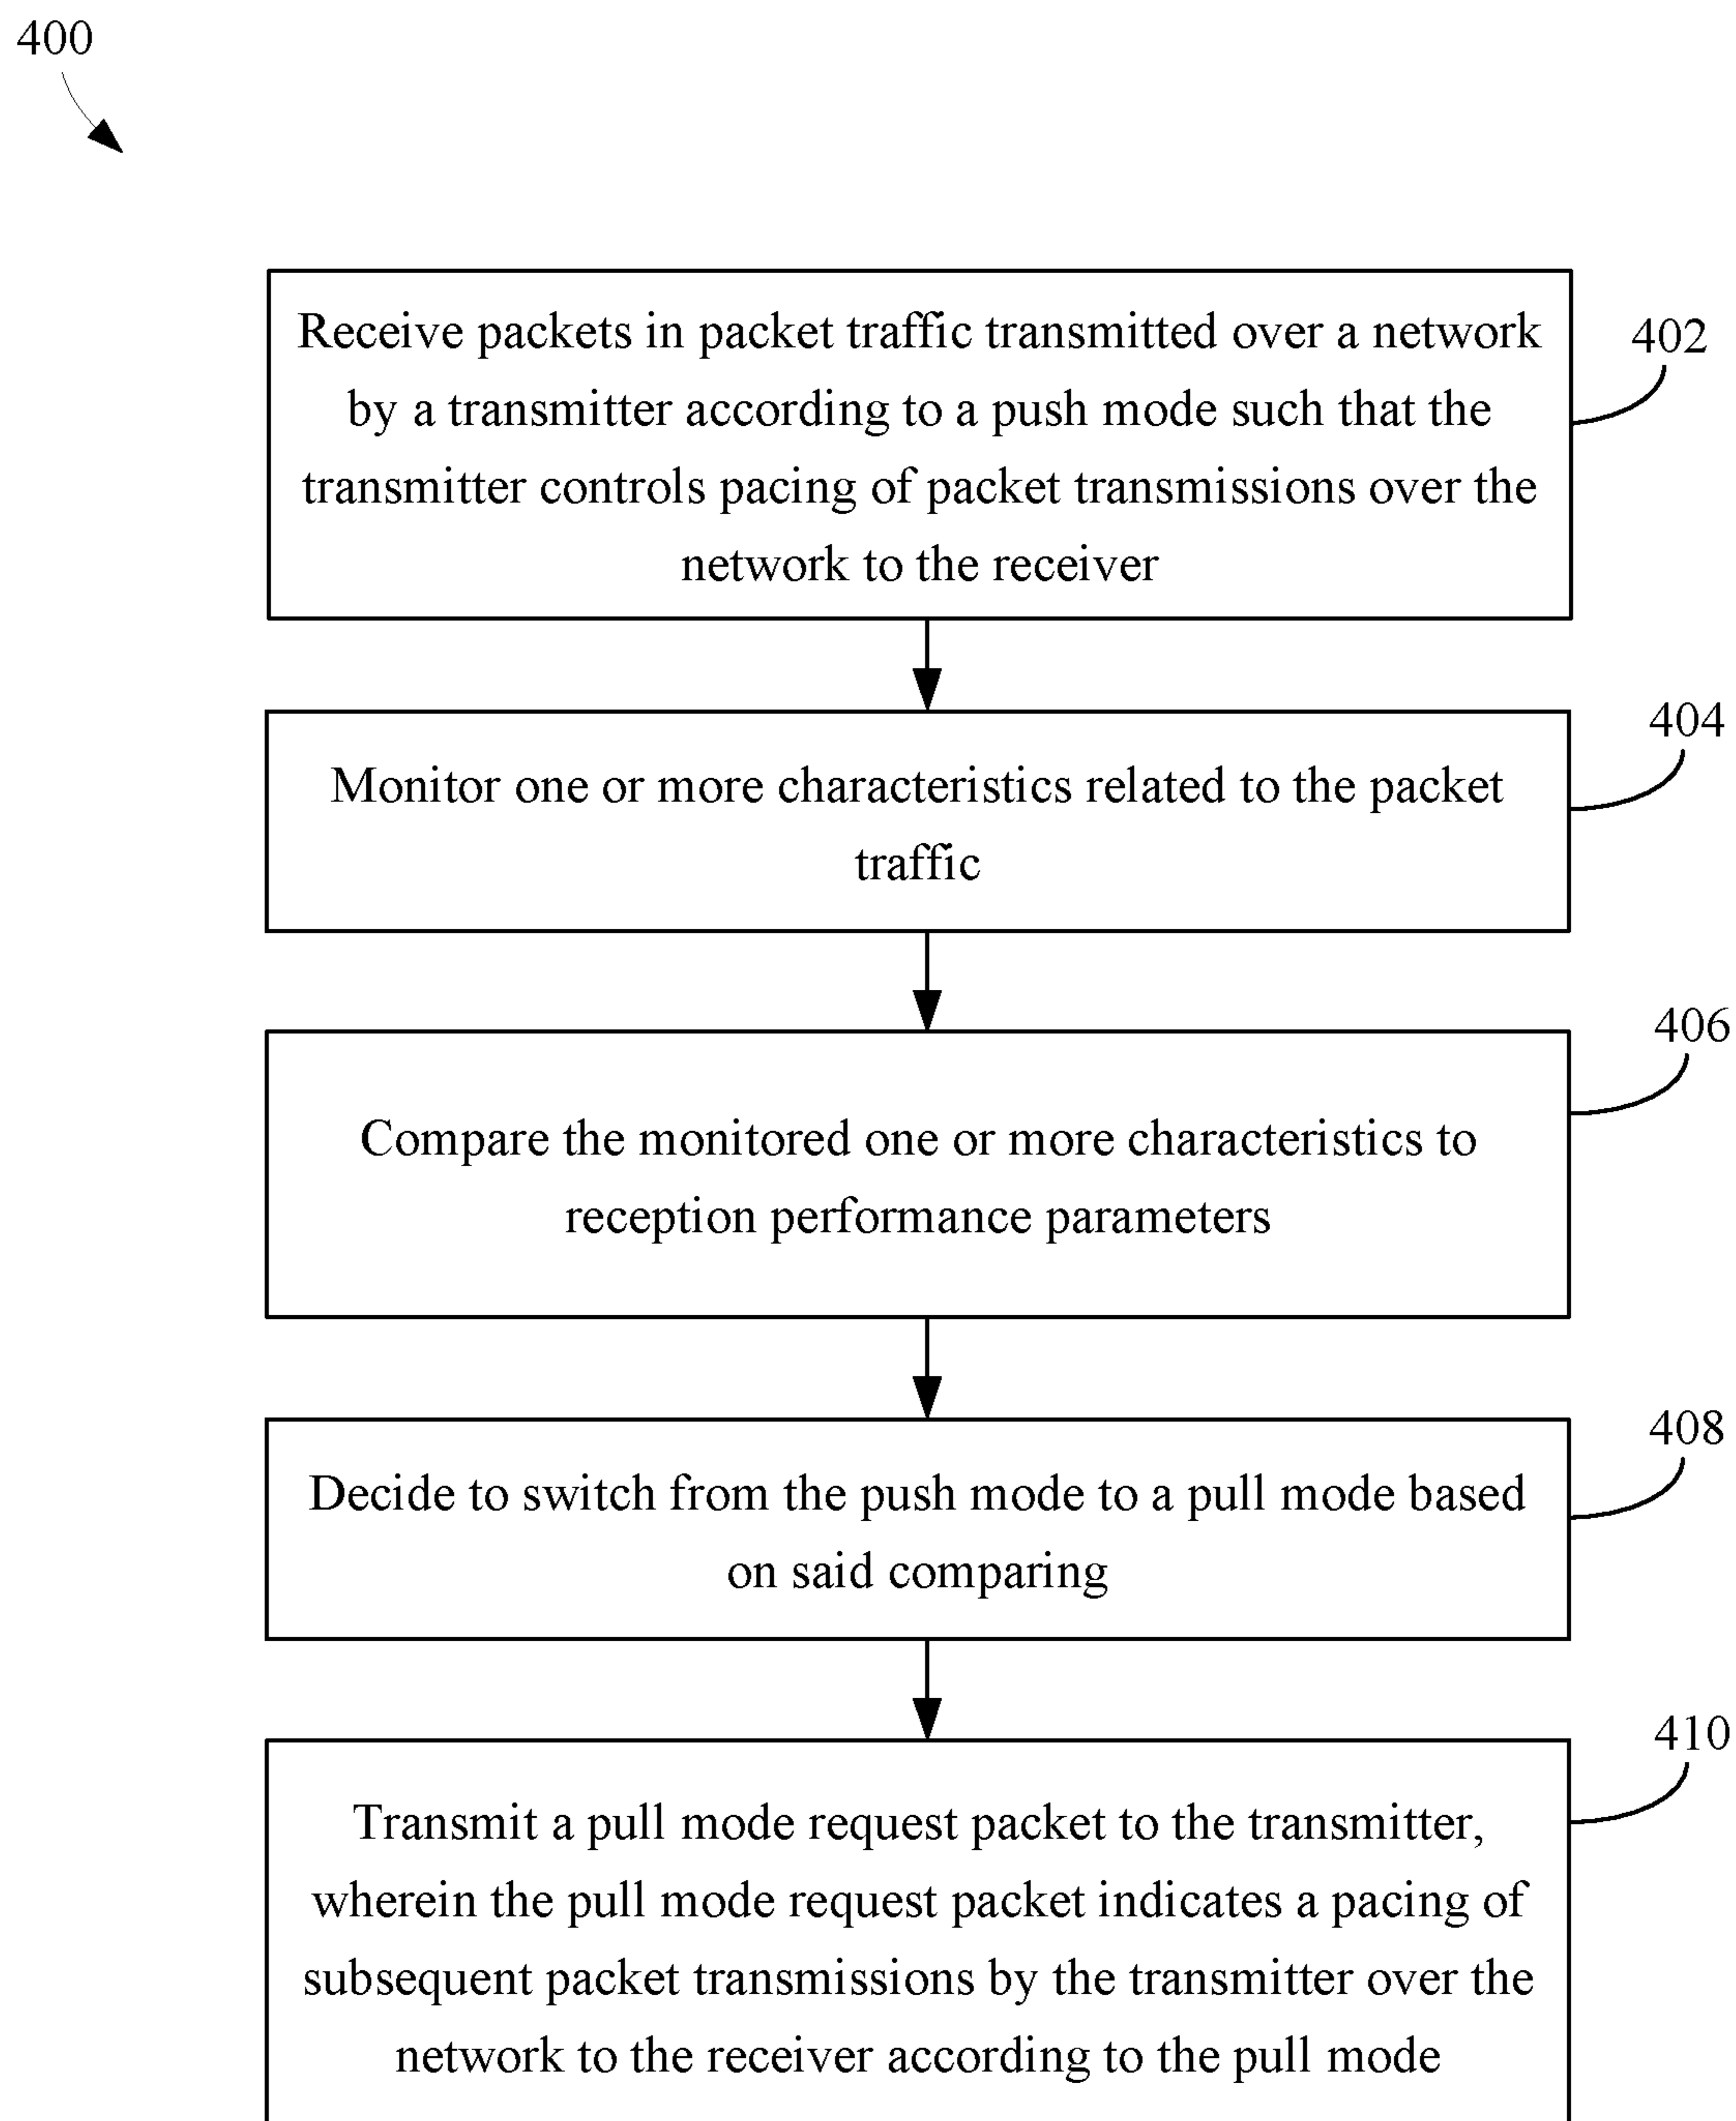 400
Receive packets in packet traffic transmitted over a network
by a transmitter according to a push mode such that the
transmitter controls pacing of packet transmissions over the
network to the receiver
402
Monitor one or more characteristics related to the packet
traffic
404
Compare the monitored one or more characteristics to
reception performance parameters
406
Decide to switch from the push mode to a pull mode based
on said comparing
408
Transmit a pull mode request packet to the transmitter,
wherein the pull mode request packet indicates a pacing of
subsequent packet transmissions by the transmitter over the
network to the receiver according to the pull mode
410